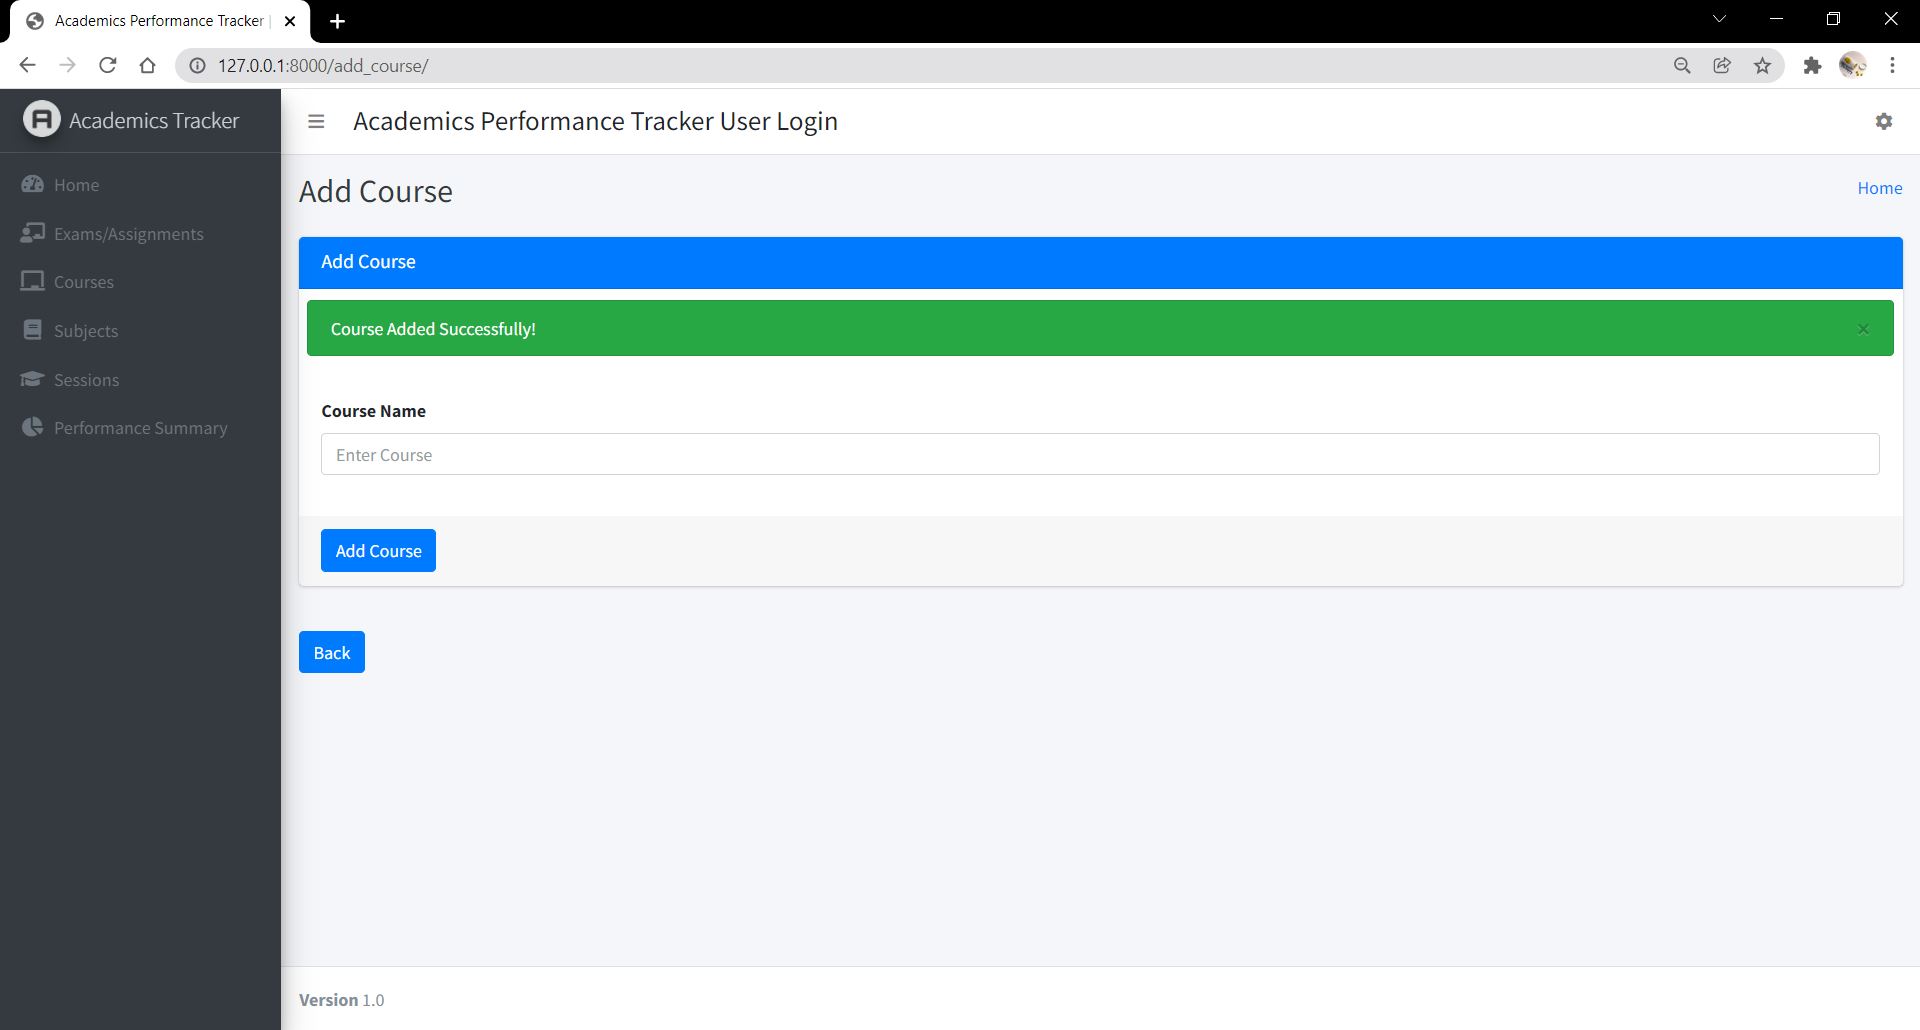 Academics Performance Tracker |
127.0.0.1:8000/add_course/
A Academics Tracker
Academics Performance Tracker User Login
Home
Exams/Assignments
Courses
Subjects
Sessions
Performance Summary
Add Course
Home
Add Course
Course Added Successfully!
×
Course Name
Enter Course
Add Course
Back
Version 1.0